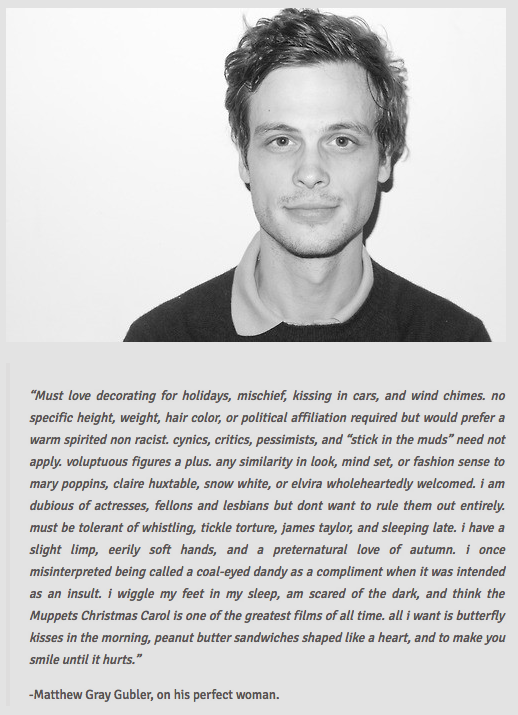 “Must love decorating for holidays, mischief, kissing in cars, and wind chimes. no
specific height, weight, hair color, or political affiliation required but would prefer a
warm spirited non racist. cynics, critics, pessimists, and “stick in the muds” need not
apply. voluptuous figures a plus. any similarity in look, mind set, or fashion sense to
mary poppins, claire huxtable, snow white, or elvira wholeheartedly welcomed. i am
dubious of actresses, fellons and lesbians but dont want to rule them out entirely.
must be tolerant of whistling, tickle torture, james taylor, and sleeping late. i have a
slight limp, eerily soft hands, and a preternatural love of autumn. i once
misinterpreted being called a coal-eyed dandy as a compliment when it was intended
as an insult. i wiggle my feet in my sleep, am scared of the dark, and think the
Muppets Christmas Carol is one of the greatest films of all time. all i want is butterfly
kisses in the morning, peanut butter sandwiches shaped like a heart, and to make you
smile until it hurts.”
-Matthew Gray Gubler, on his perfect woman.